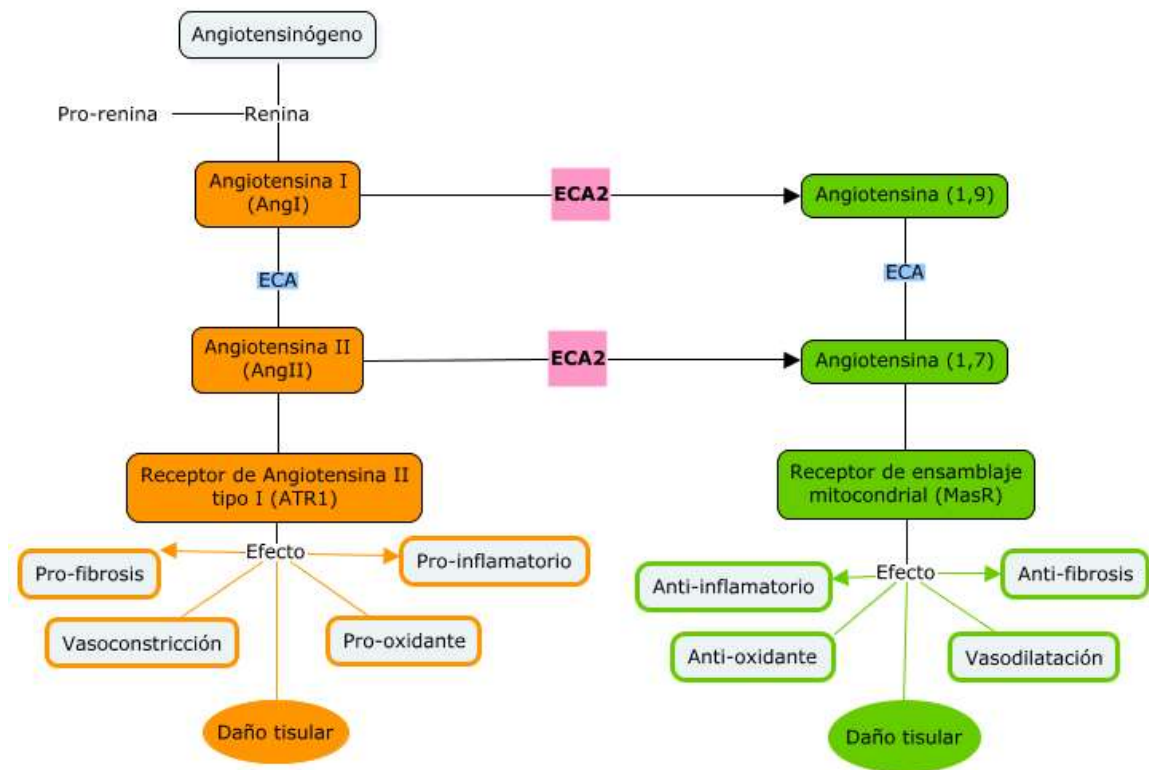 Angiotensinógeno
Pro-renina
Renina
Angiotensina I
(AngI)
ECA2
Angiotensina (1,9)
ECA
ECA
Angiotensina II
(AngII)
ECA2
Angiotensina (1,7)
Receptor de Angiotensina II
tipo I (ATR1)
Receptor de ensamblaje
mitocondrial (MasR)
Efecto
Pro-fibrosis
Pro-inflamatorio
Vasoconstricción
Pro-oxidante
Daño tisular
Efecto
Anti-inflamatorio
Anti-fibrosis
Anti-oxidante
Vasodilatación
Daño tisular